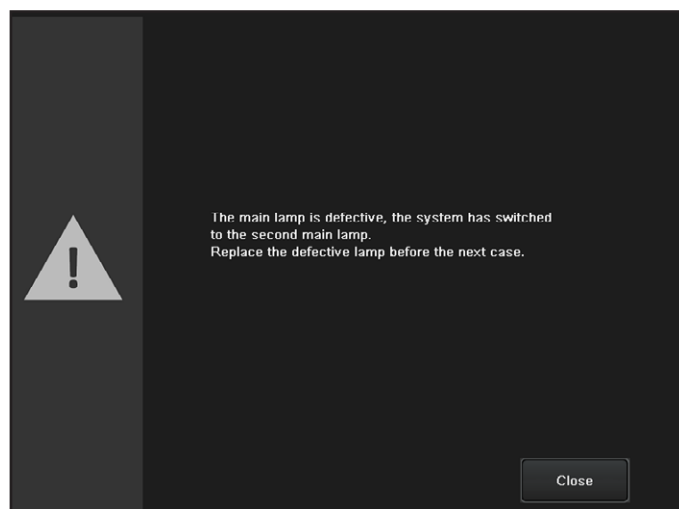 The main lamp is defective, the system has switched
to the second main lamp.
Replace the defective lamp before the next case.
Close